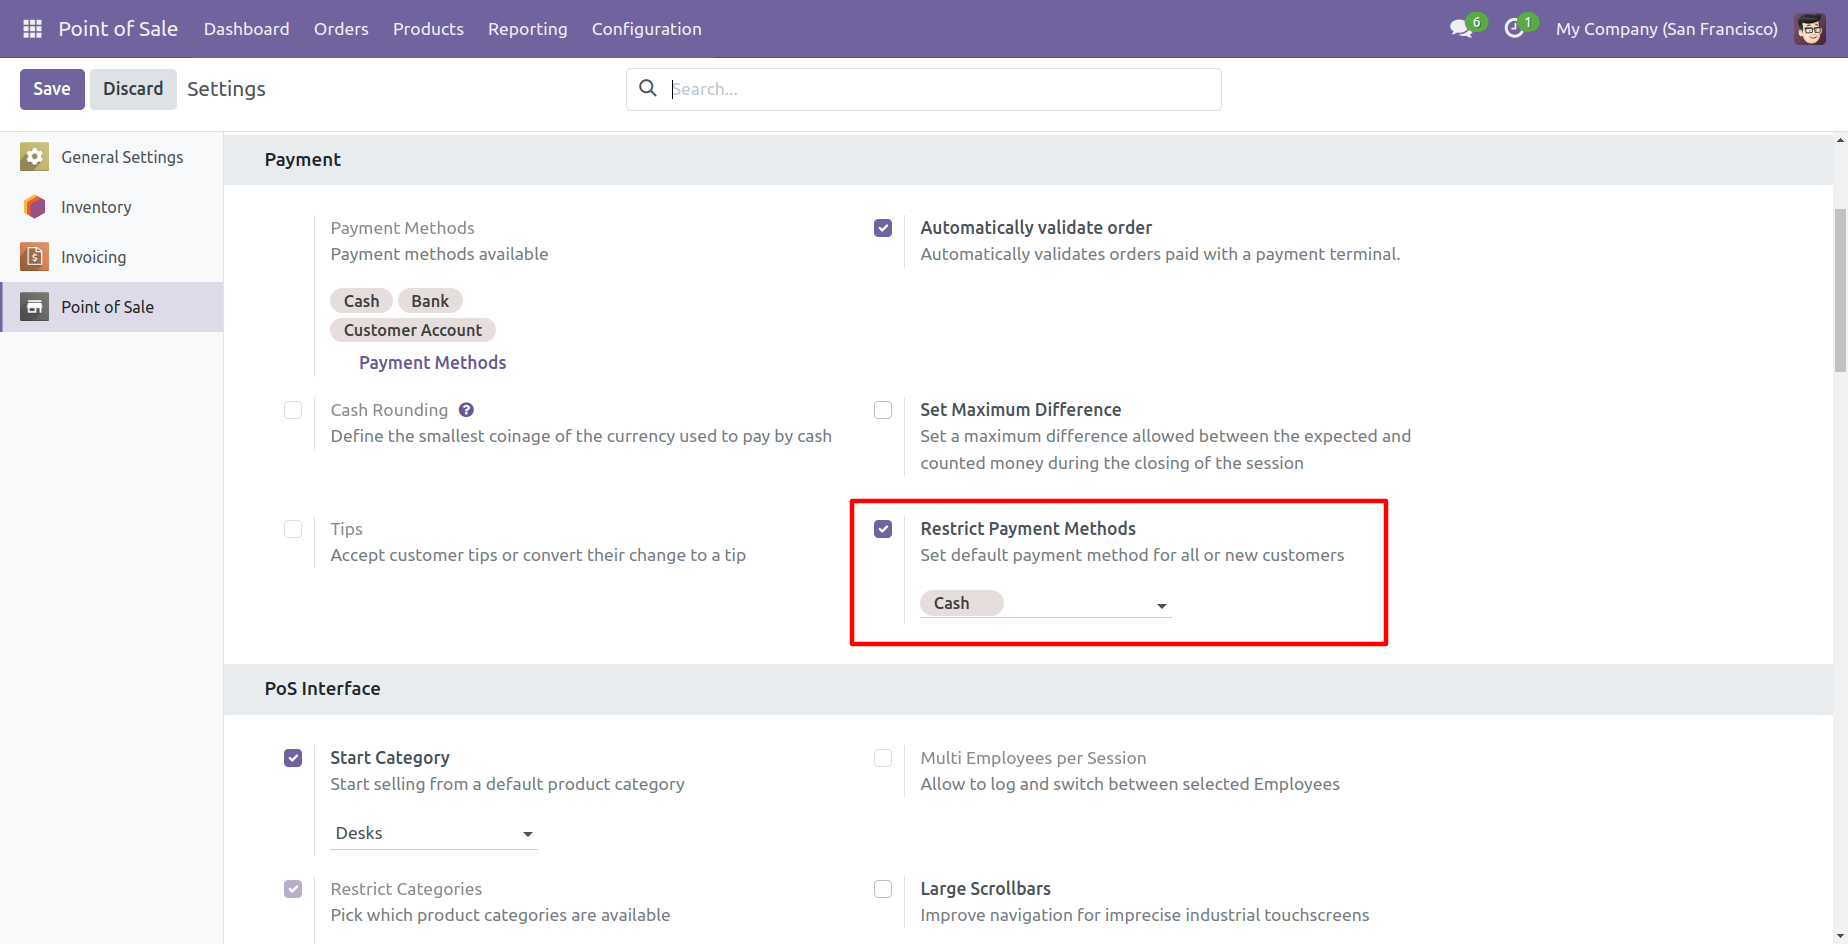 Point of Sale Dashboard Orders Products Reporting Configuration 6 1 My Company (San Francisco)
Save Discard Settings Search...
General Settings
Inventory
Invoicing
Point of Sale
Payment
Payment Methods
Payment methods available
Cash Bank
Customer Account
Payment Methods
Automatically validate order
Automatically validates orders paid with a payment terminal.
Cash Rounding ?
Define the smallest coinage of the currency used to pay by cash
Set Maximum Difference
Set a maximum difference allowed between the expected and
counted money during the closing of the session
Tips
Accept customer tips or convert their change to a tip
Restrict Payment Methods
Set default payment method for all or new customers
Cash
PoS Interface
Start Category
Start selling from a default product category
Desks
Multi Employees per Session
Allow to log and switch between selected Employees
Restrict Categories
Pick which product categories are available
Large Scrollbars
Improve navigation for imprecise industrial touchscreens